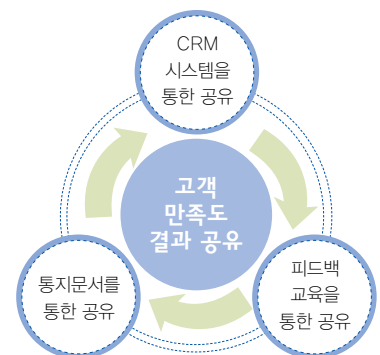 CRM
시스템을
통한 공유
고객
만족도
결과 공유
통지문서를
통한 공유
피드백
교육을
통한 공유